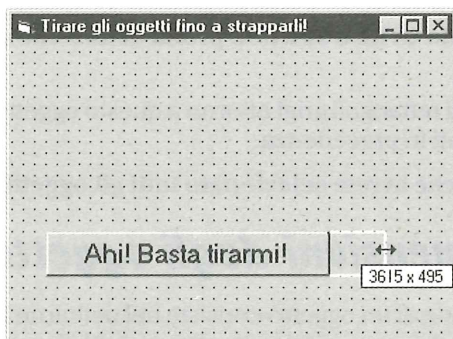 Tirare gli oggetti fino a strapparli!
Ahi! Basta tirarmi!
3615 x 495